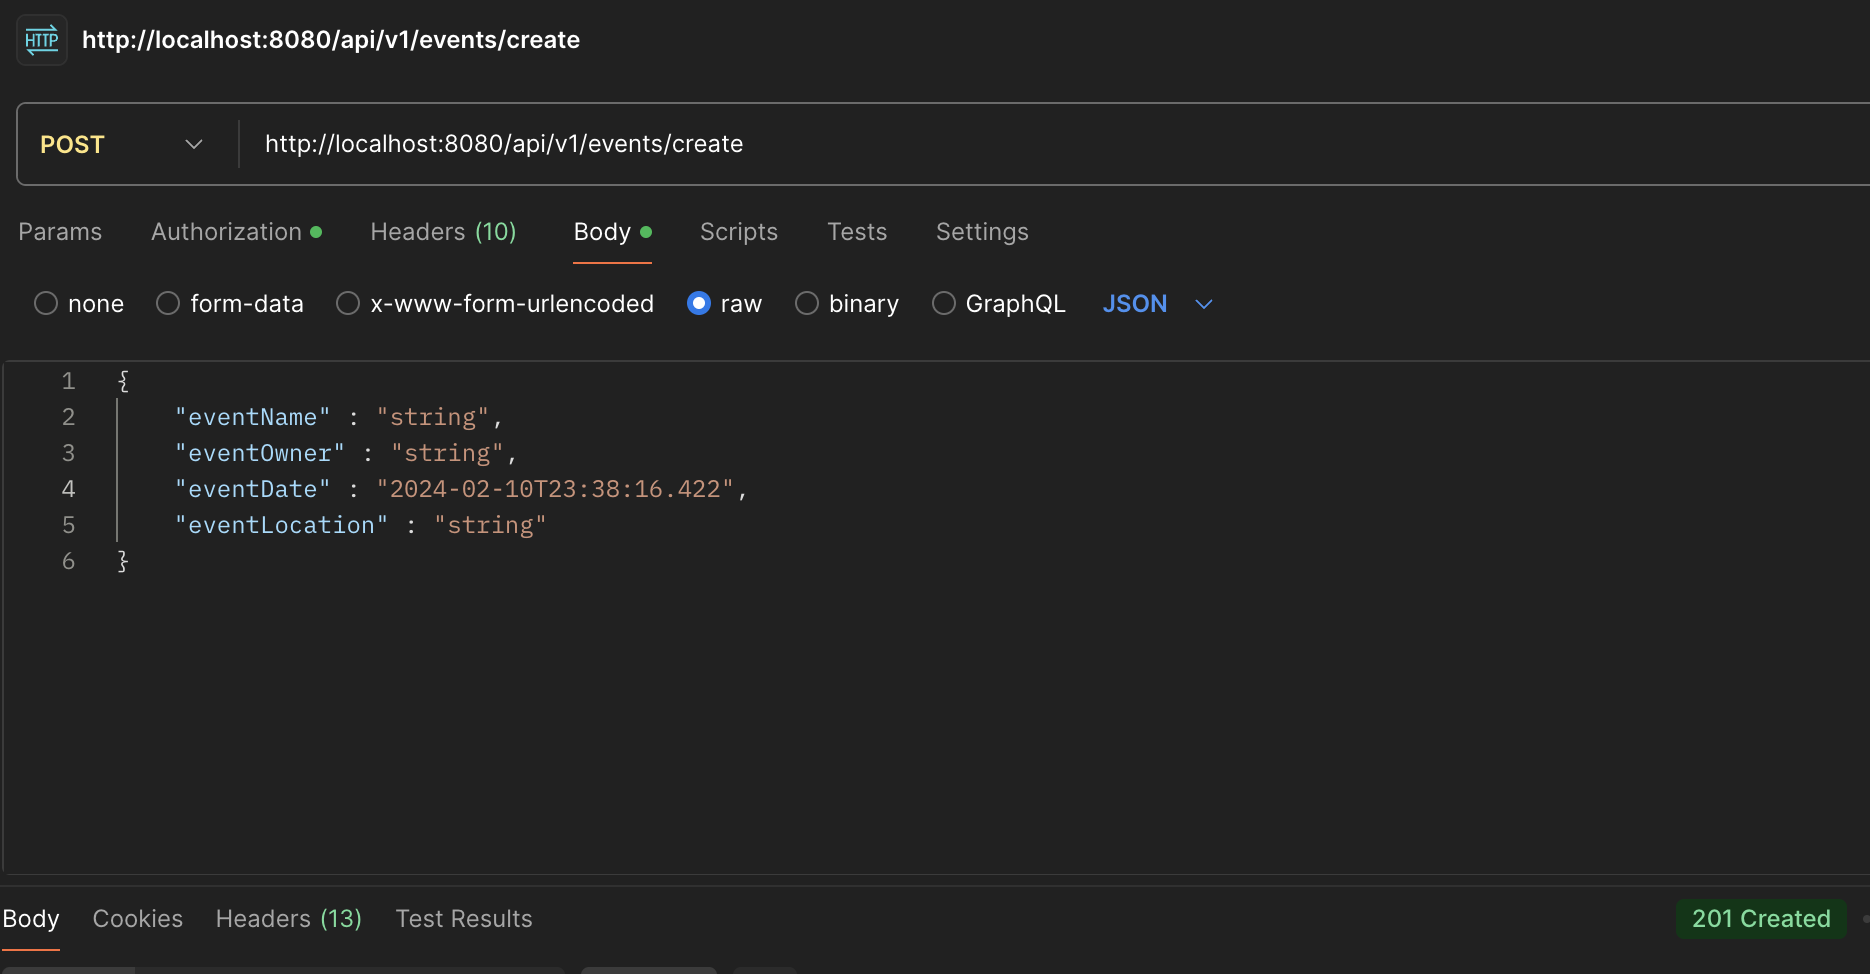 HTTP http://localhost:8080/api/v1/events/create
POST http://localhost:8080/api/v1/events/create
Params Authorization Headers (10) Body Scripts Tests Settings
none form-data x-www-form-urlencoded raw binary GraphQL JSON
1 {
2 "eventName" : "string",
3 "eventOwner" : "string",
4 "eventDate" : "2024-02-10T23:38:16.422",
5 "eventLocation" : "string"
6 }
Body Cookies Headers (13) Test Results 201 Created